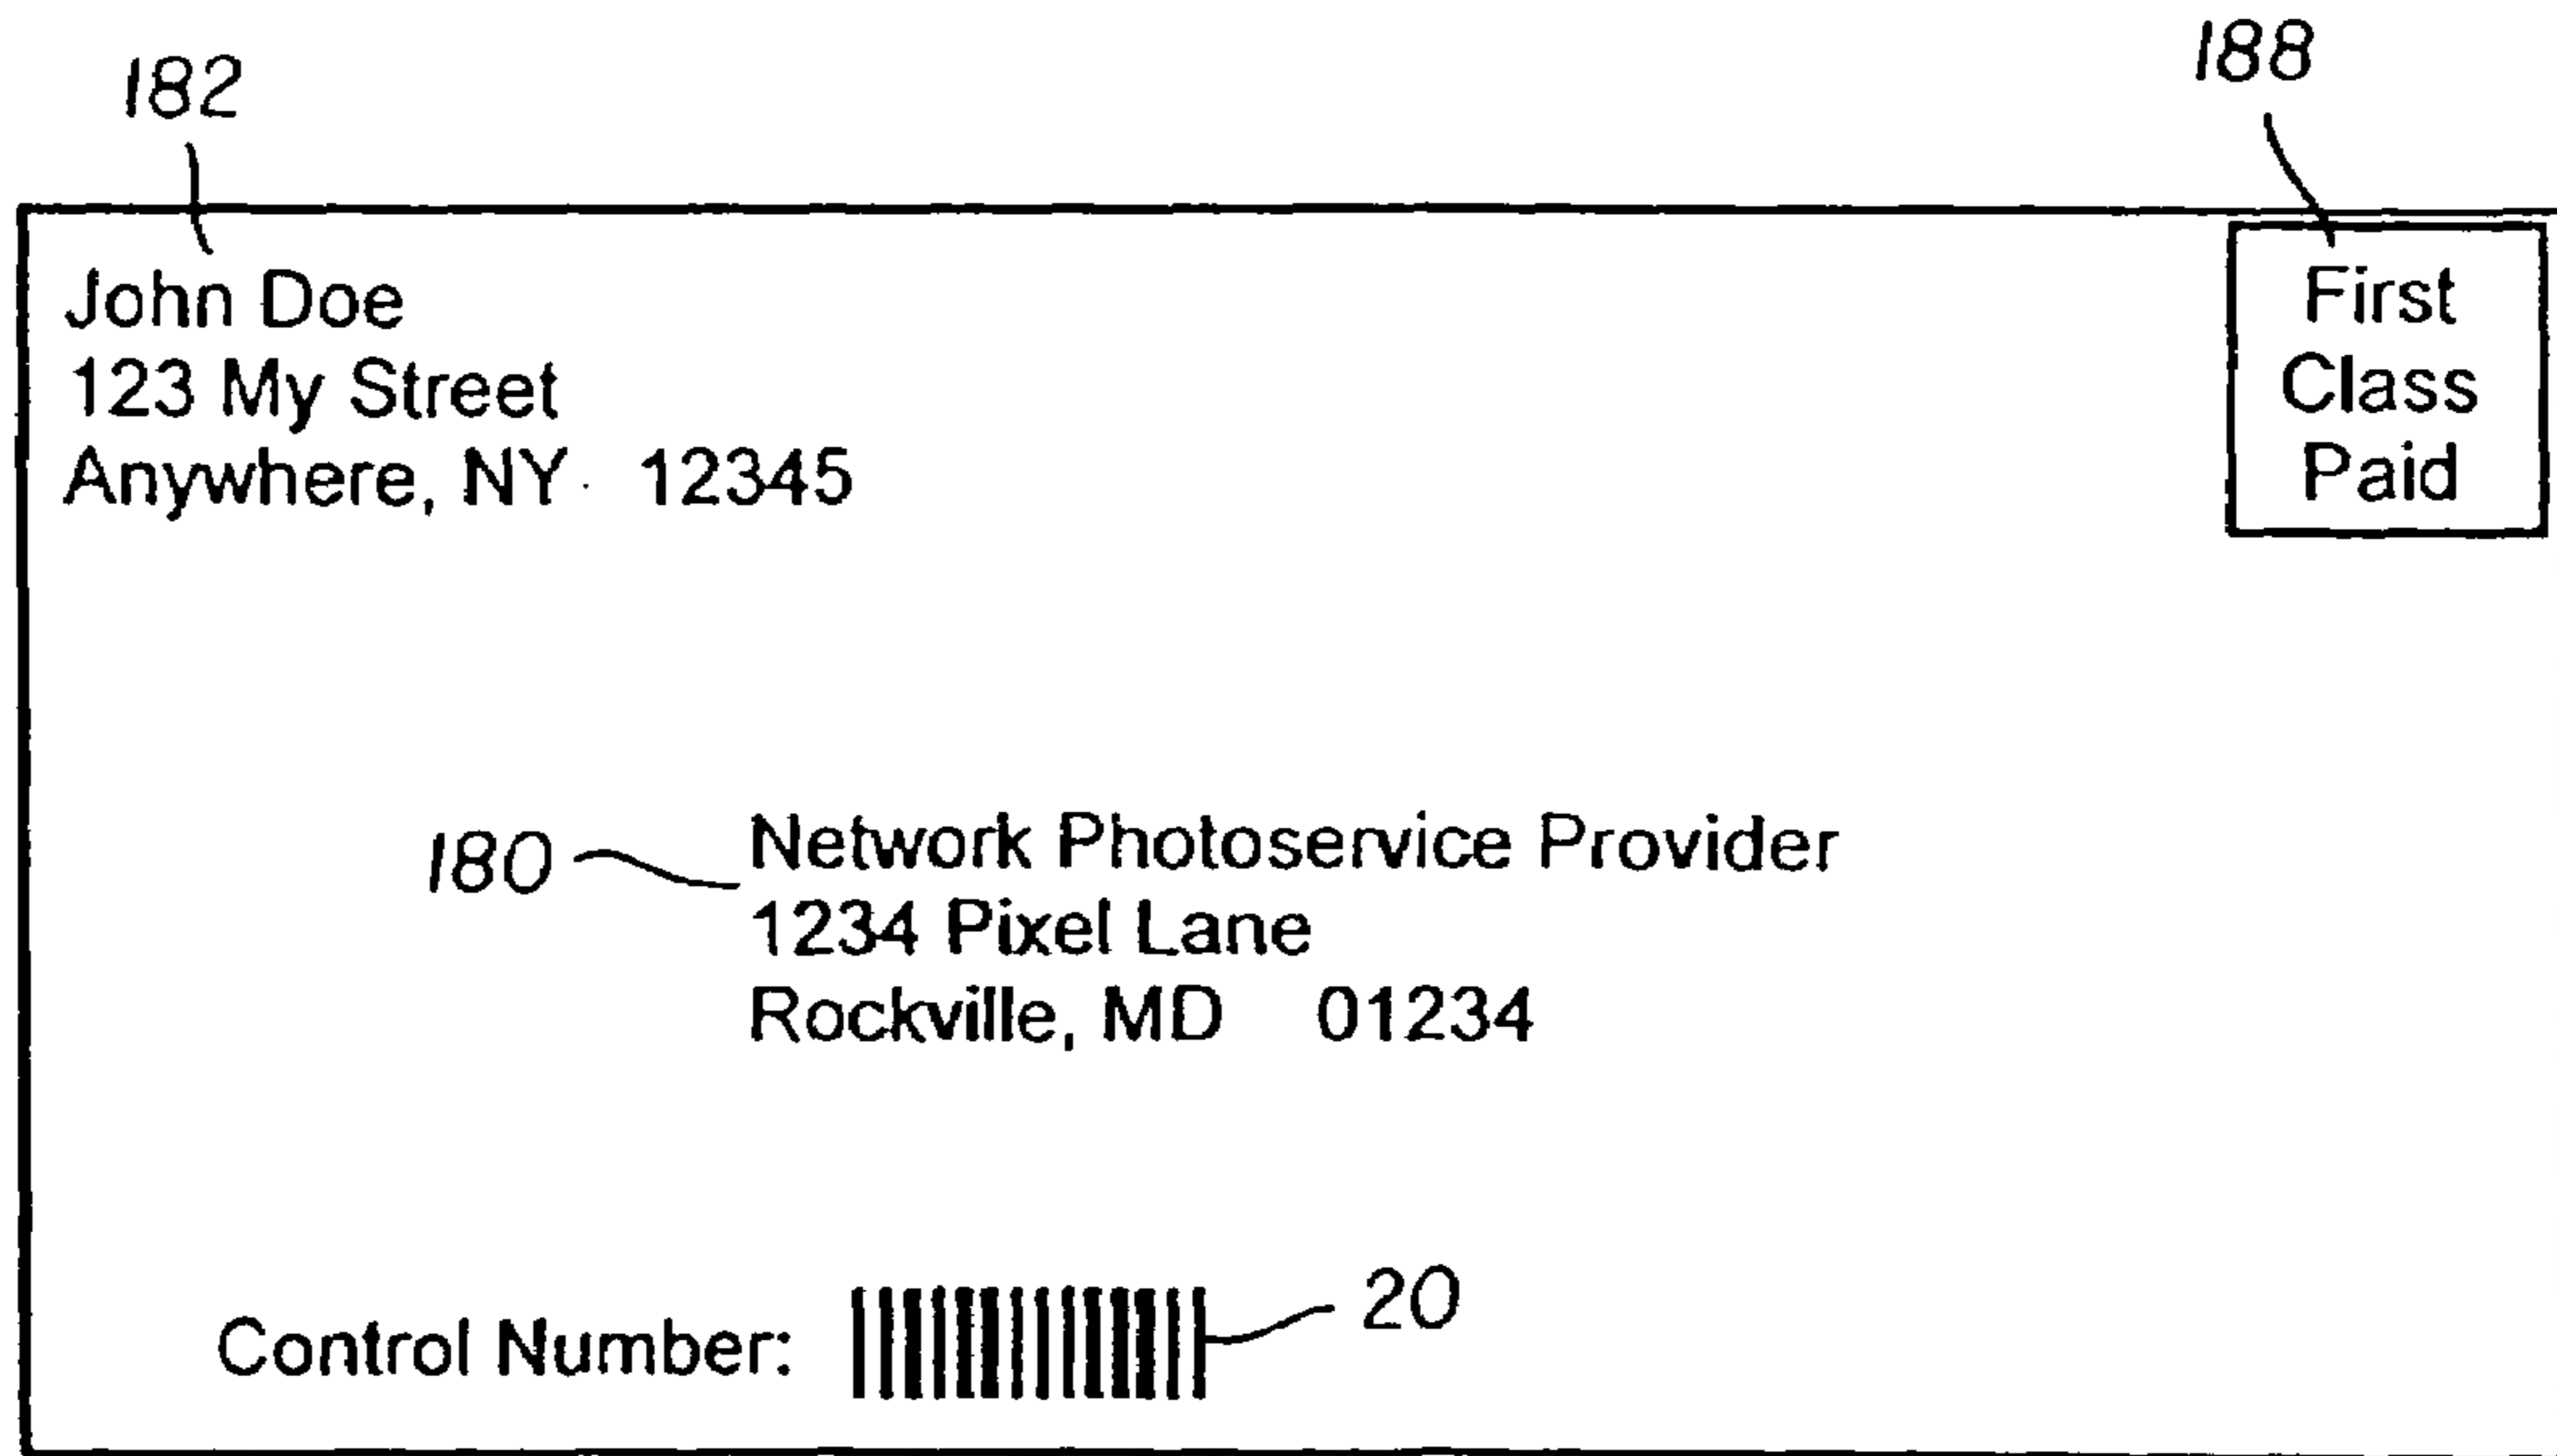 182
188
John Doe
123 My Street
Anywhere, NY 12345
First
Class
Paid
180
Network Photoservice Provider
1234 Pixel Lane
Rockville, MD 01234
Control Number:
20